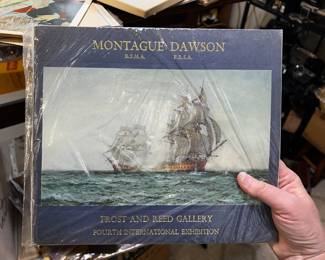 MONTAGUE DAWSON
R.S.M.A. F.R.S.A.
FROST AND REED GALLERY
FOURTH INTERNATIONAL EXHIBITION